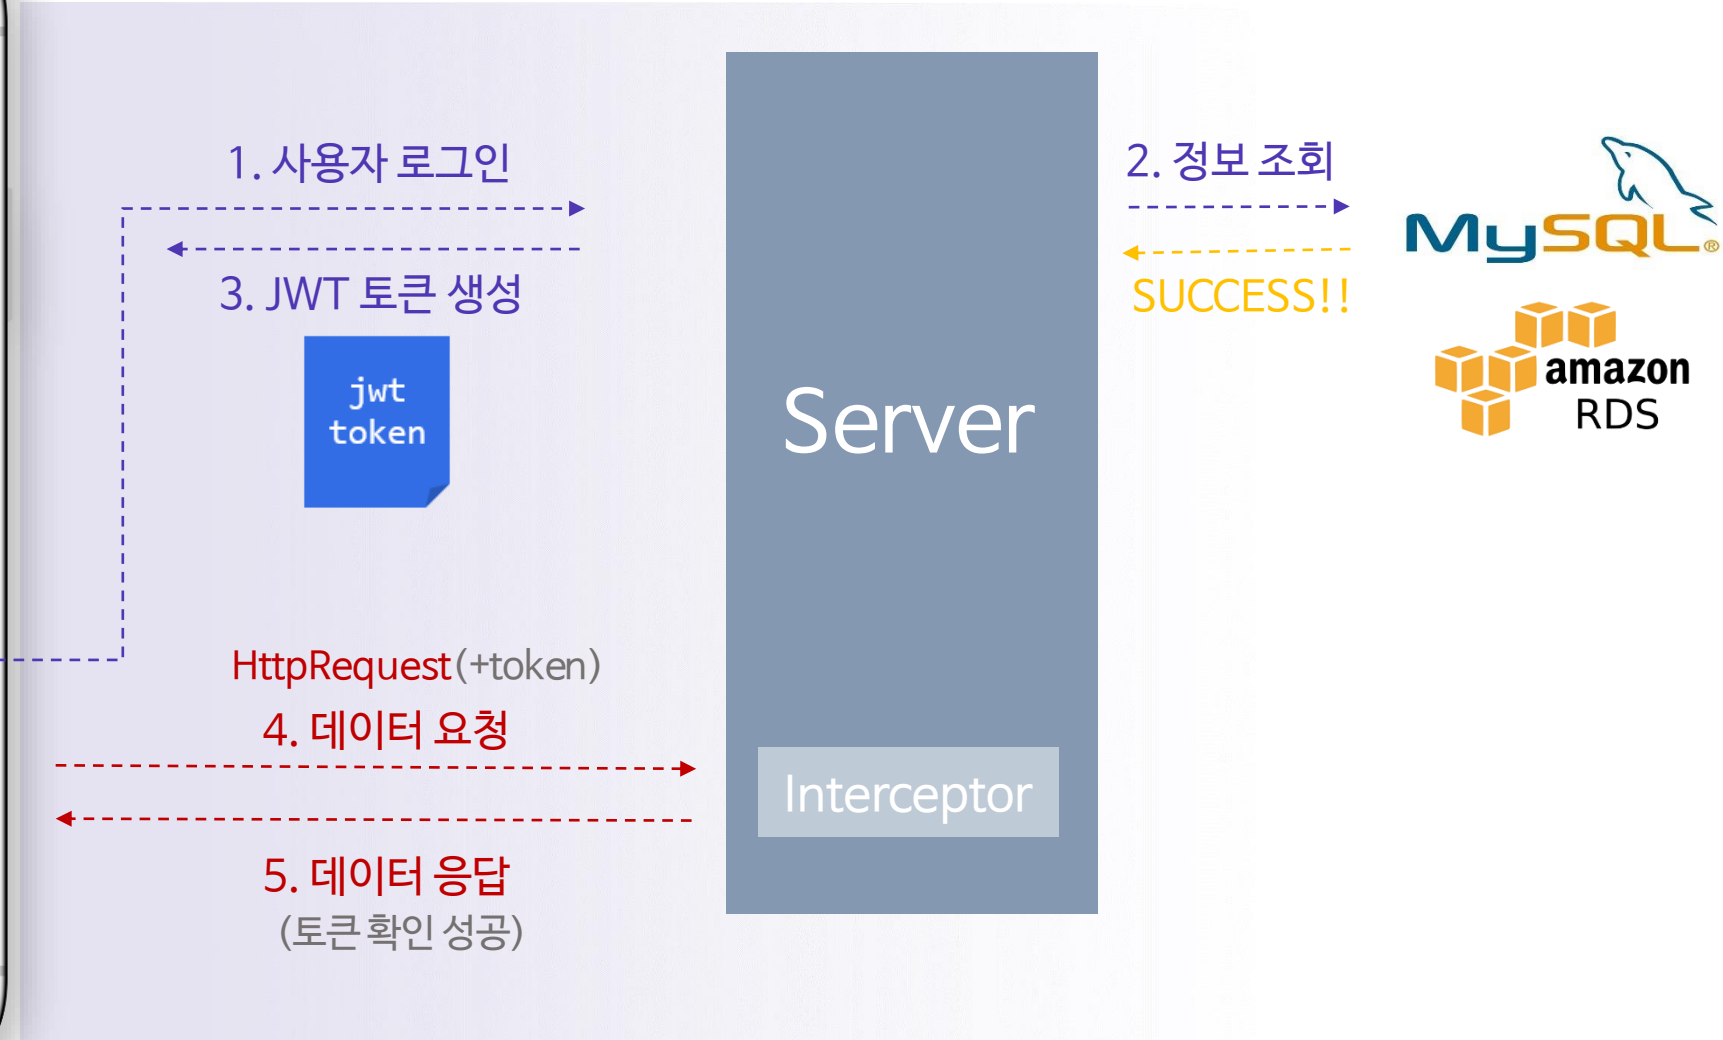 1. 사용자 로그인
3. JWT 토큰 생성
jwt
token
HttpRequest(+token)
4. 데이터 요청
5. 데이터 응답
(토큰 확인 성공)
Server
Interceptor
2. 정보 조회
SUCCESS!!
MySQL®
amazon
RDS